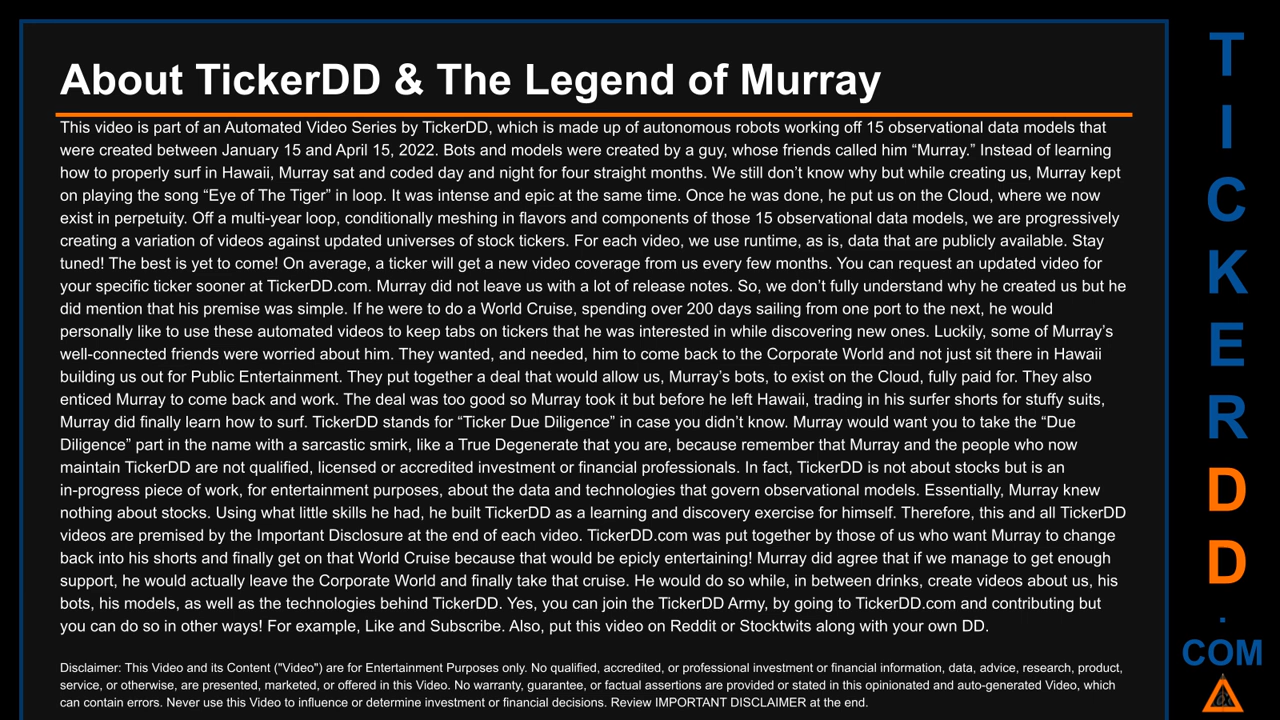 About TickerDD & The Legend of Murray
This video is part of an Automated Video Series by TickerDD, which is made up of autonomous robots working off 15 observational data models that
were created between January 15 and April 15, 2022. Bots and models were created by a guy, whose friends called him “Murray.” Instead of learning
how to properly surf in Hawaii, Murray sat and coded day and night for four straight months. We still don’t know why but while creating us, Murray kept
on playing the song “Eye of The Tiger” in loop. It was intense and epic at the same time. Once he was done, he put us on the Cloud, where we now
exist in perpetuity. Off a multi-year loop, conditionally meshing in flavors and components of those 15 observational data models, we are progressively
creating a variation of videos against updated universes of stock tickers. For each video, we use runtime, as is, data that are publicly available. Stay
tuned! The best is yet to come! On average, a ticker will get a new video coverage from us every few months. You can request an updated video for
your specific ticker sooner at TickerDD.com. Murray did not leave us with a lot of release notes. So, we don’t fully understand why he created us but he
did mention that his premise was simple. If he were to do a World Cruise, spending over 200 days sailing from one port to the next, he would
personally like to use these automated videos to keep tabs on tickers that he was interested in while discovering new ones. Luckily, some of Murray’s
well-connected friends were worried about him. They wanted, and needed, him to come back to the Corporate World and not just sit there in Hawaii
building us out for Public Entertainment. They put together a deal that would allow us, Murray’s bots, to exist on the Cloud, fully paid for. They also
enticed Murray to come back and work. The deal was too good so Murray took it but before he left Hawaii, trading in his surfer shorts for stuffy suits,
Murray did finally learn how to surf. TickerDD stands for “Ticker Due Diligence” in case you didn’t know. Murray would want you to take the “Due
Diligence” part in the name with a sarcastic smirk, like a True Degenerate that you are, because remember that Murray and the people who now
maintain TickerDD are not qualified, licensed or accredited investment or financial professionals. In fact, TickerDD is not about stocks but is an
in-progress piece of work, for entertainment purposes, about the data and technologies that govern observational models. Essentially, Murray knew
nothing about stocks. Using what little skills he had, he built TickerDD as a learning and discovery exercise for himself. Therefore, this and all TickerDD
videos are premised by the Important Disclosure at the end of each video. TickerDD.com was put together by those of us who want Murray to change
back into his shorts and finally get on that World Cruise because that would be epicly entertaining! Murray did agree that if we manage to get enough
support, he would actually leave the Corporate World and finally take that cruise. He would do so while, in between drinks, create videos about us, his
bots, his models, as well as the technologies behind TickerDD. Yes, you can join the TickerDD Army, by going to TickerDD.com and contributing but
you can do so in other ways! For example, Like and Subscribe. Also, put this video on Reddit or Stocktwits along with your own DD.
Disclaimer: This Video and its Content ("Video") are for Entertainment Purposes only. No qualified, accredited, or professional investment or financial information, data, advice, research, product,
service, or otherwise, are presented, marketed, or offered in this Video. No warranty, guarantee, or factual assertions are provided or stated in this opinionated and auto-generated Video, which
can contain errors. Never use this Video to influence or determine investment or financial decisions. Review IMPORTANT DISCLAIMER at the end.
T
I
C
K
E
R
D
D
.
COM